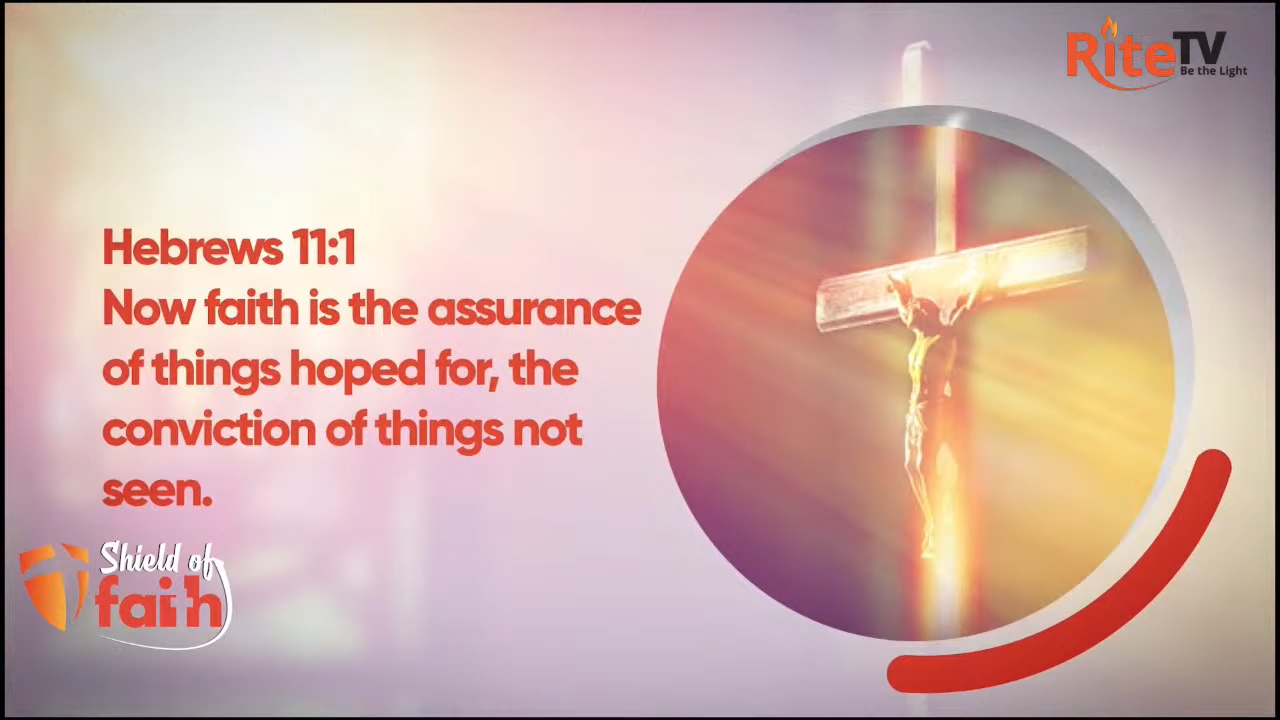 RiteTV
Be the Light
Hebrews 11:1
Now faith is the assurance
of things hoped for, the
conviction of things not
seen.
Shield of
faith